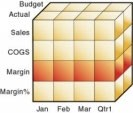 Budget
Actual
Sales
COGS
Margin
Margin%
Jan Feb Mar Qtr1